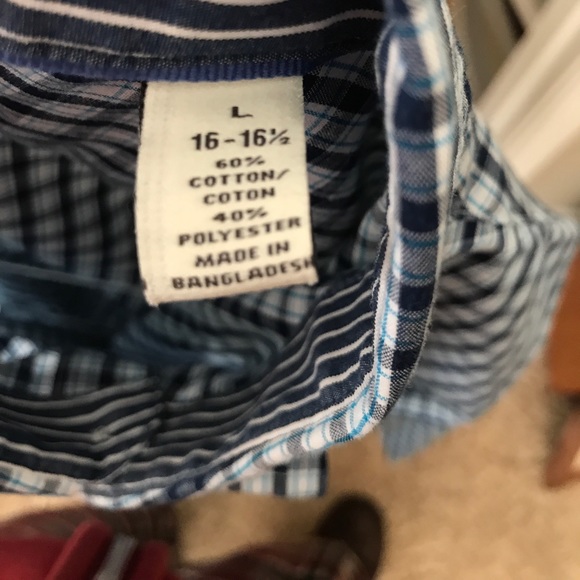 L
16-16½
60%
COTTON/
COTON
40%
POLYESTER
MADE IN
BANGLADESH